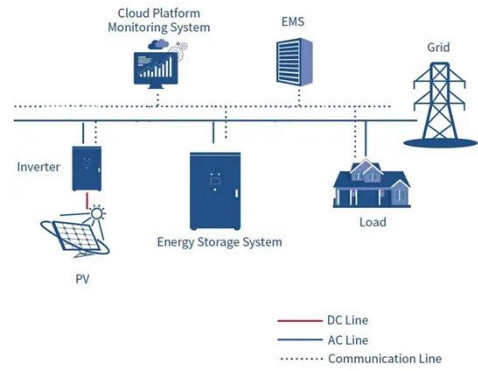 Cloud Platform
Monitoring System
EMS
Grid
Inverter
Energy Storage System
Load
PV
DC Line
AC Line
Communication Line